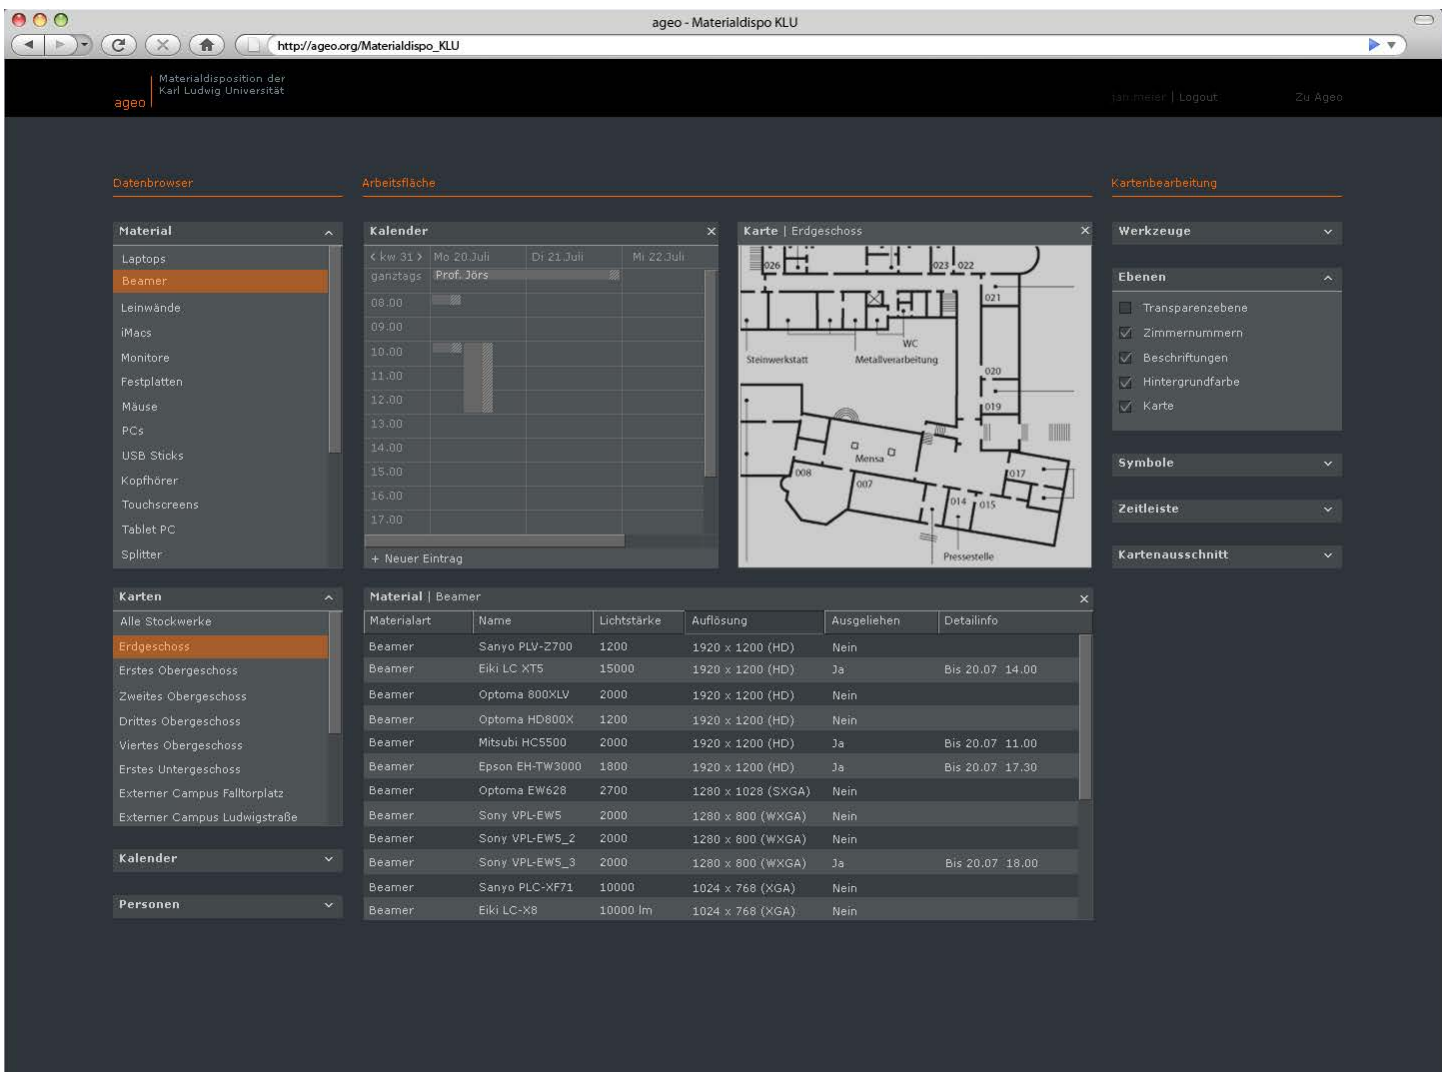 ageo - Materialdispo KLU
http://ageo.org/Materialdispo_KLU
Materialdisposition der
Karl Ludwig Universität
ageo
| Logout
Zu Ageo
Datenbrowser
Arbeitsfläche
Kartenbearbeitung
Material
Laptops
Beamer
Leinwände
iMacs
Monitore
Festplatten
Mäuse
PCs
USB Sticks
Kopfhörer
Touchscreens
Tablet PC
Splitter
Karten
Alle Stockwerke
Erdgeschoss
Erstes Obergeschoss
Zweites Obergeschoss
Drittes Obergeschoss
Viertes Obergeschoss
Erstes Untergeschoss
Externer Campus Falltorplatz
Externer Campus Ludwigstraße
Kalender
Personen
Kalender
< kw 31 > Mo 20.Juli Di 21.Juli Mi 22.Juli
ganztags Prof. Jörs
08.00
09.00
10.00
11.00
12.00
13.00
14.00
15.00
16.00
17.00
+ Neuer Eintrag
Karte | Erdgeschoss
026 023 022
021
WC
Steinwerkstatt Metallverarbeitung
020
019
Mensa
008 007 017
014 015
Pressestelle
Material | Beamer
Materialart Name Lichtstärke Auflösung Ausgeliehen Detailinfo
Beamer Sanyo PLV-Z700 1200 1920 x 1200 (HD) Nein
Beamer Eiki LC XT5 15000 1920 x 1200 (HD) Ja Bis 20.07 14.00
Beamer Optoma 800XLV 2000 1920 x 1200 (HD) Nein
Beamer Optoma HD800X 1200 1920 x 1200 (HD) Nein
Beamer Mitsubi HC5500 2000 1920 x 1200 (HD) Ja Bis 20.07 11.00
Beamer Epson EH-TW3000 1800 1920 x 1200 (HD) Ja Bis 20.07 17.30
Beamer Optoma EW628 2700 1280 x 1028 (SXGA) Nein
Beamer Sony VPL-EW5 2000 1280 x 800 (WXGA) Nein
Beamer Sony VPL-EW5_2 2000 1280 x 800 (WXGA) Nein
Beamer Sony VPL-EW5_3 2000 1280 x 800 (WXGA) Ja Bis 20.07 18.00
Beamer Sanyo PLC-XF71 10000 1024 x 768 (XGA) Nein
Beamer Eiki LC-X8 10000 lm 1024 x 768 (XGA) Nein
Werkzeuge
Ebenen
Transparenzebene
Zimmernummern
Beschriftungen
Hintergrundfarbe
Karte
Symbole
Zeitleiste
Kartenausschnitt